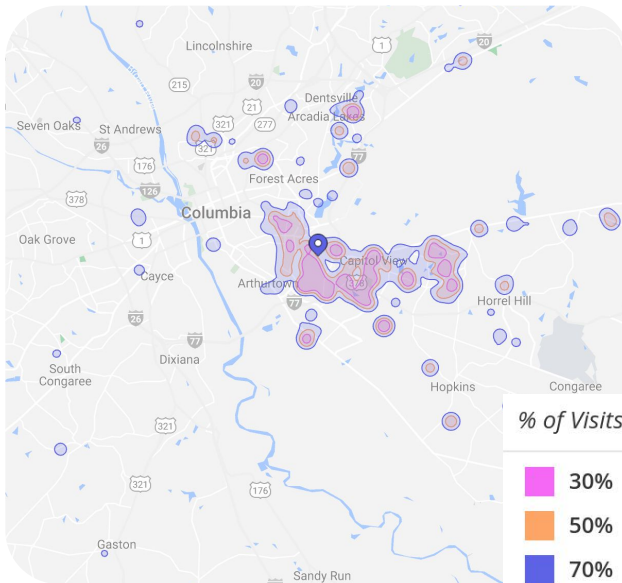 Lincolnshire
1
20
215
20
Dentsville
21
Arcadia Lakes
321
277
Seven Oaks
St Andrews
26
321
77
176
Forest Acres
126
378
Columbia
Oak Grove
1
Capitol View
Cayce
Arthurtown
378
77
Horrel Hill
26
77
Dixiana
South
Congaree
Hopkins
Congaree
% of Visits
321
30%
321
176
50%
Gaston
70%
Sandy Run